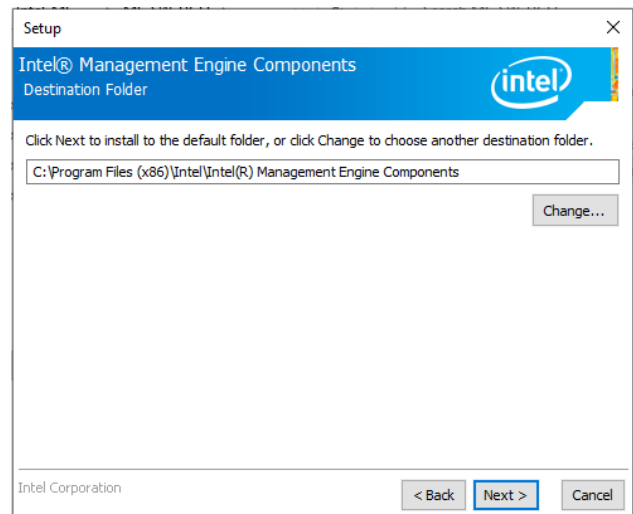 Setup
Intel® Management Engine Components
Destination Folder
intel
Click Next to install to the default folder, or click Change to choose another destination folder.
C:\Program Files (x86)\Intel\Intel(R) Management Engine Components
Change...
Intel Corporation
< Back Next > Cancel